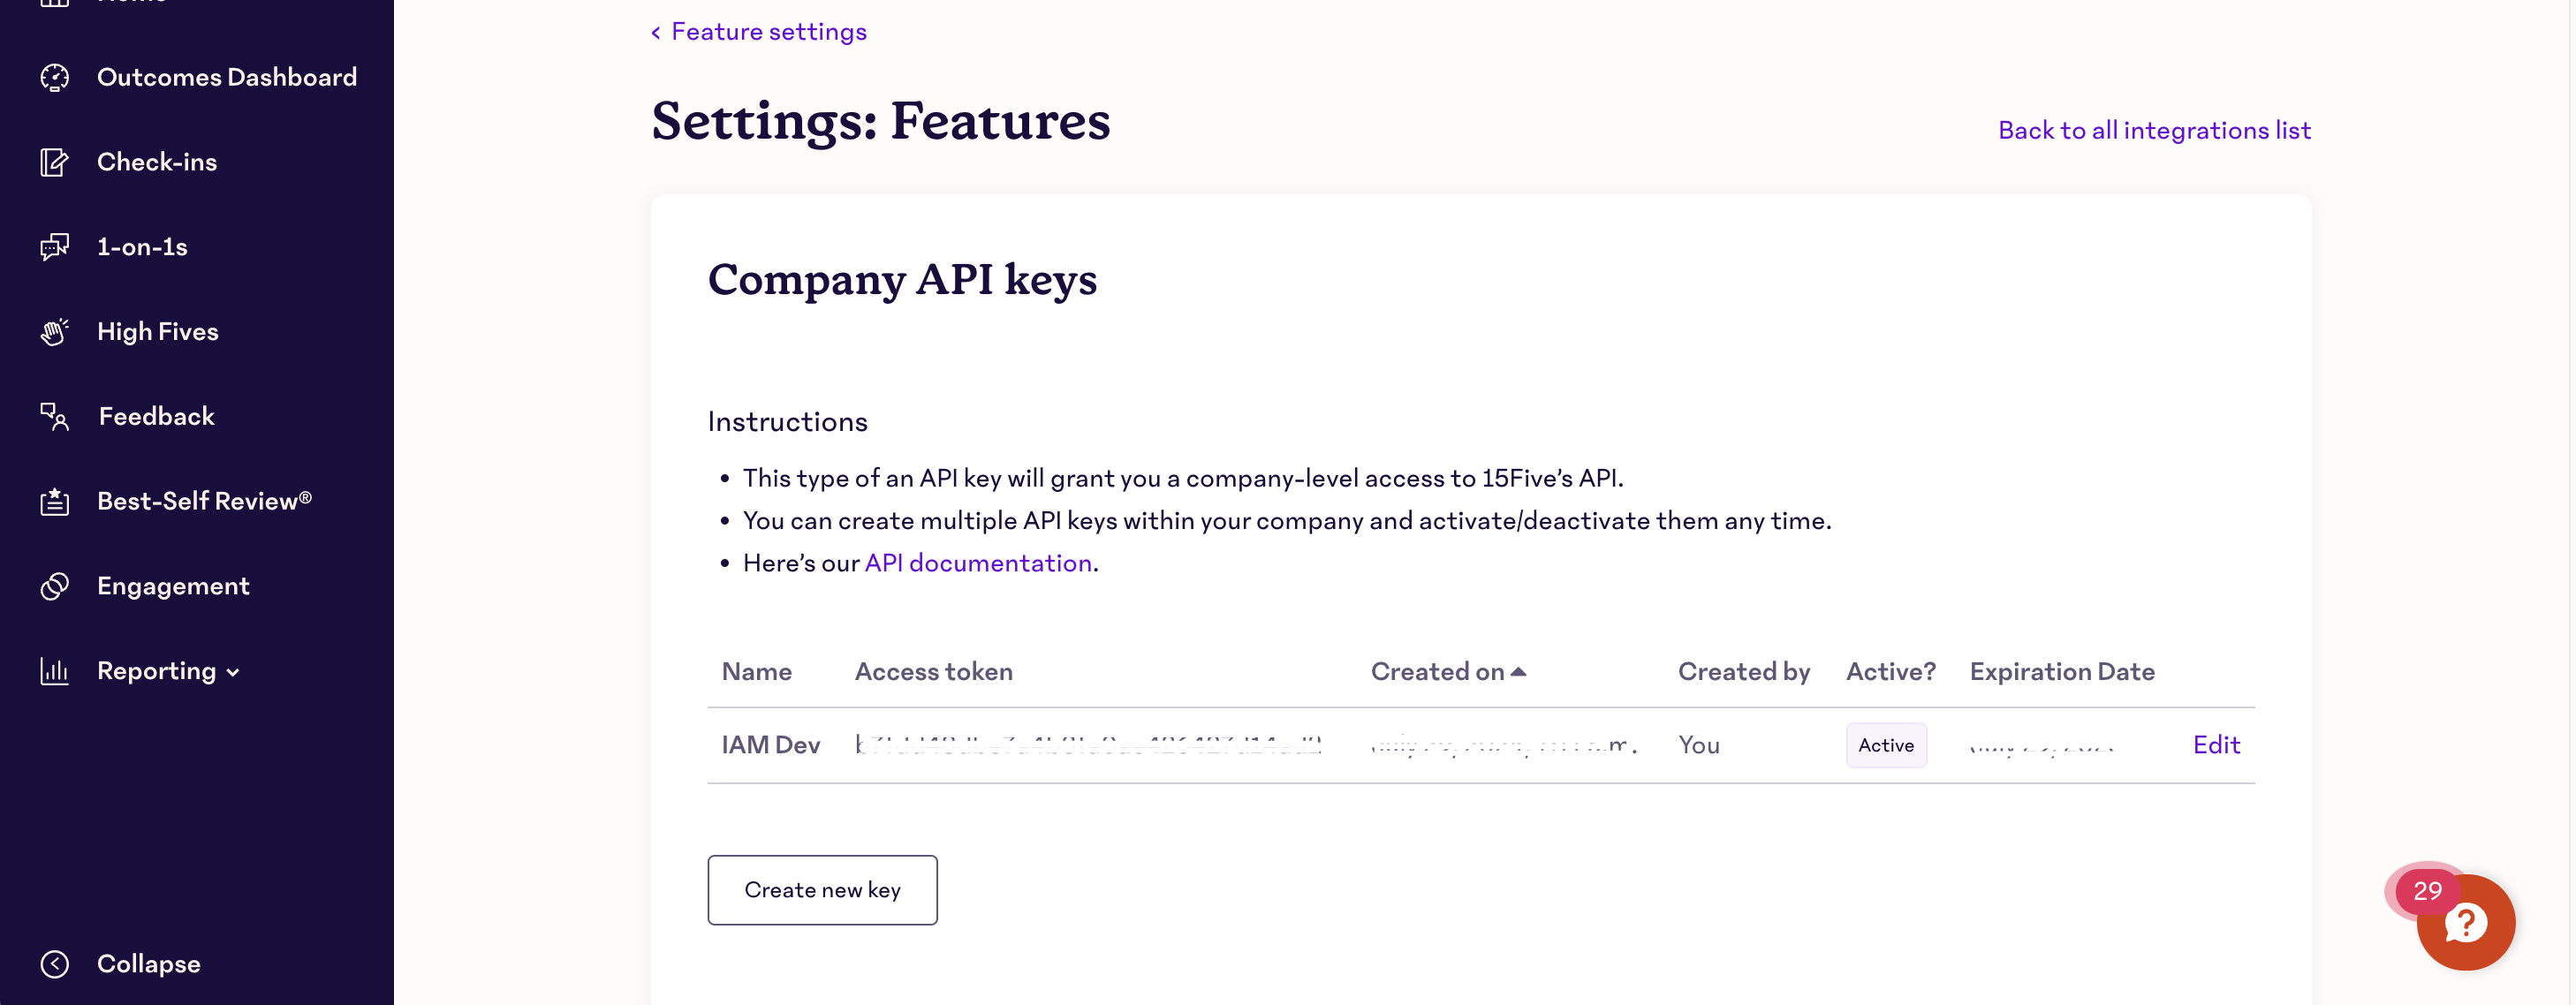 Outcomes Dashboard
Check-ins
1-on-1s
High Fives
Feedback
Best-Self Review®
Engagement
Reporting
Collapse
Feature settings
Settings: Features
Back to all integrations list
Company API keys
Instructions
• This type of an API key will grant you a company-level access to 15Five’s API.
• You can create multiple API keys within your company and activate/deactivate them any time.
• Here’s our API documentation.
Name Access token Created on Created by Active? Expiration Date
IAM Dev You Active Edit
Create new key
29